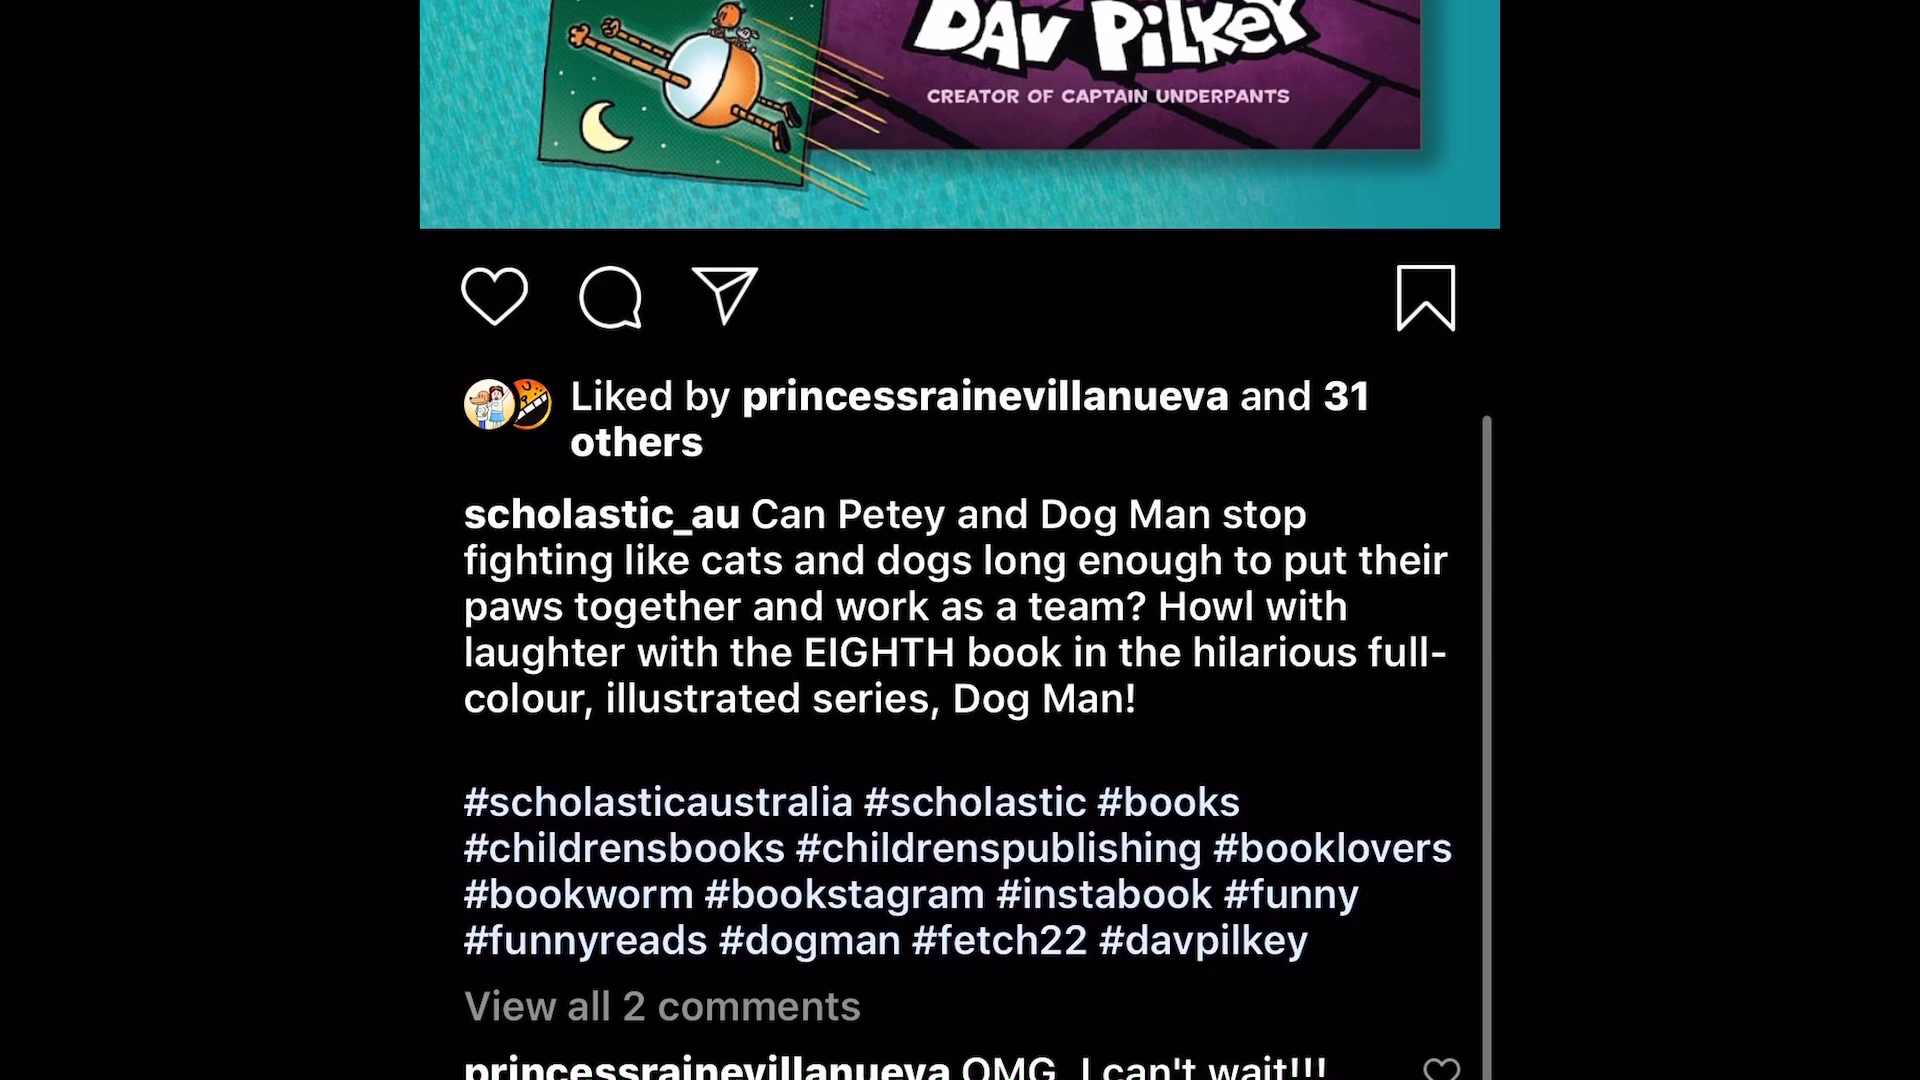 DAV PILKEY
CREATOR OF CAPTAIN UNDERPANTS
Liked by princessrainevillanueva and 31
others
scholastic_au Can Petey and Dog Man stop
fighting like cats and dogs long enough to put their
paws together and work as a team? Howl with
laughter with the EIGHTH book in the hilarious full-
colour, illustrated series, Dog Man!
#scholasticaustralia #scholastic #books
#childrensbooks #childrenspublishing #booklovers
#bookworm #bookstagram #instabook #funny
#funnyreads #dogman #fetch22 #davpilkey
View all 2 comments
princessrainevillanueva OMG, I can't wait!!!